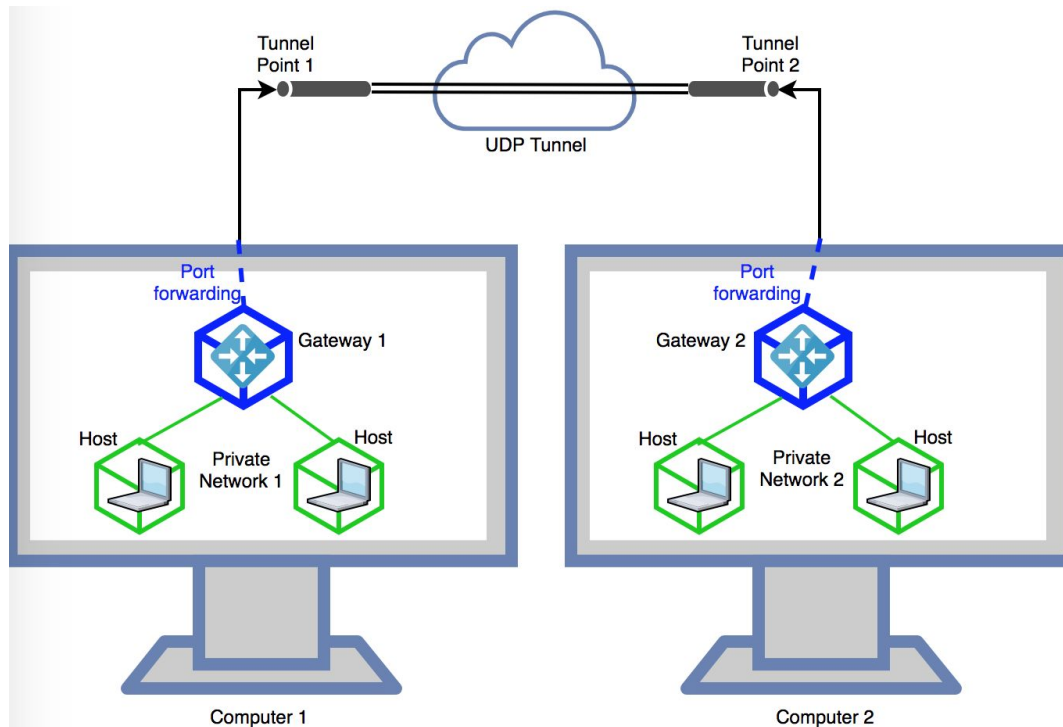 Tunnel
Point 1
Tunnel
Point 2
UDP Tunnel
Port
forwarding
Gateway 1
Host
Private
Network 1
Host
Port
forwarding
Gateway 2
Host
Private
Network 2
Host
Computer 1
Computer 2